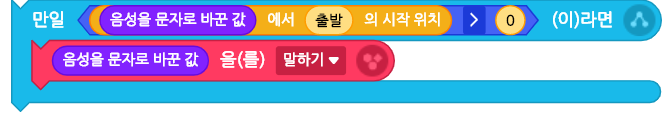 만일 음성을 문자로 바꾼 값 에서 출발 의 시작 위치 > 0 (이)라면
음성을 문자로 바꾼 값 을(를) 말하기 ▼